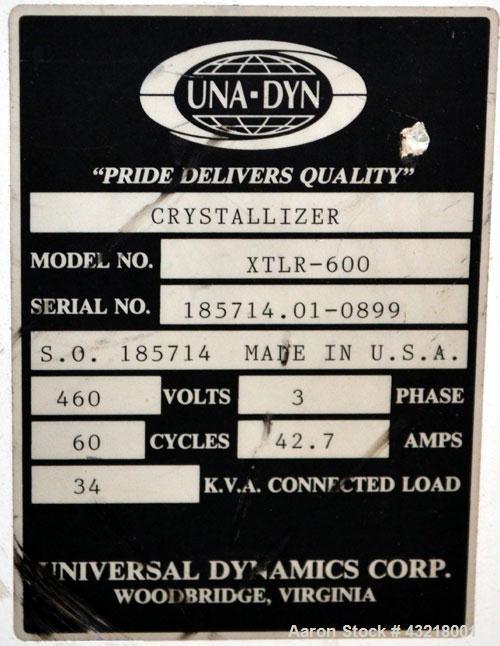 UNA-DYN
"PRIDE DELIVERS QUALITY"
CRYSTALLIZER
MODEL NO. XTLR-600
SERIAL NO. 185714.01-0899
S.O. 185714 MADE IN U.S.A.
460 VOLTS 3 PHASE
60 CYCLES 42.7 AMPS
34 K.V.A. CONNECTED LOAD
UNIVERSAL DYNAMICS CORP.
WOODBRIDGE, VIRGINIA
Aaron Stock # 43218001